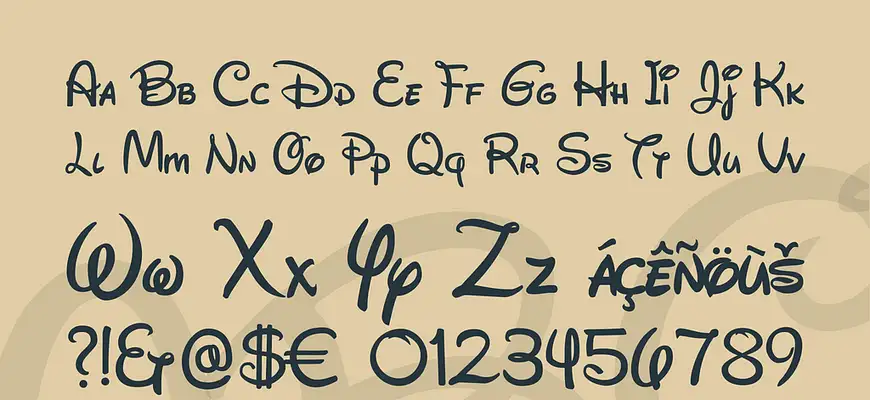 Aa Bb Cc Dd Ee Ff Gg Hh Ii Jj Kk
Ll Mm Nn Oo Pp Qq Rr Ss Tt Uu Vv
Ww Xx Yy Zz áçêñöùš
?!&@$€ 0123456789